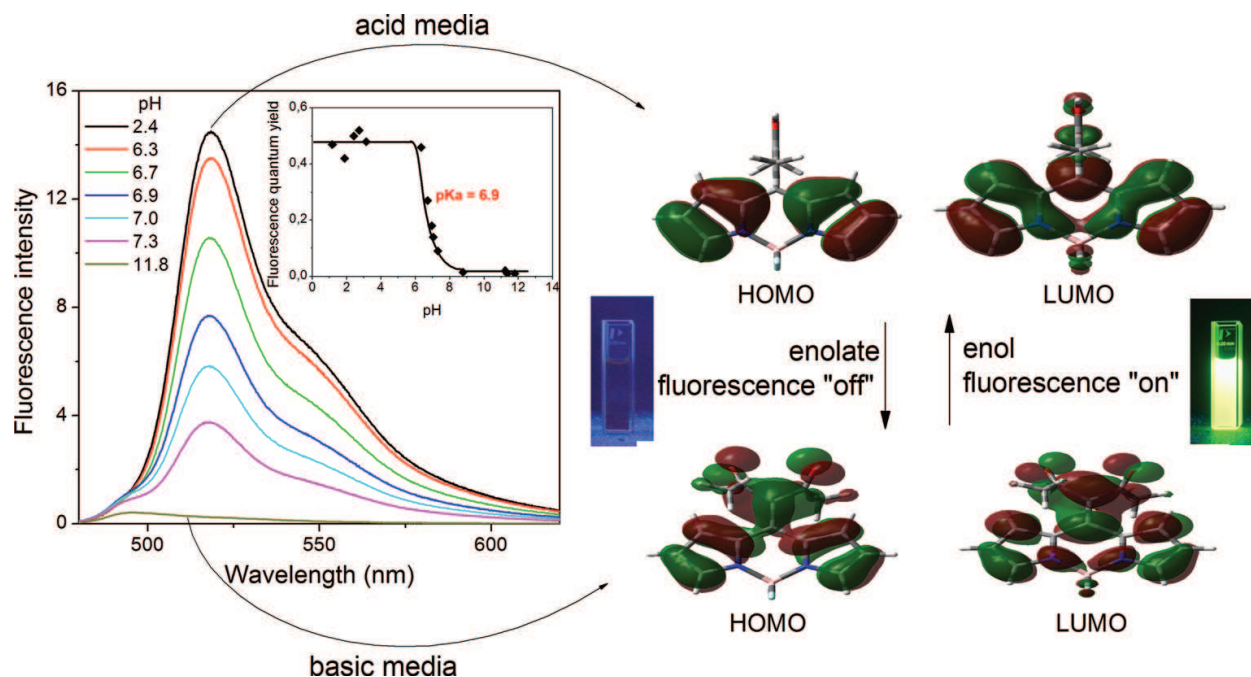 acid media
Fluorescence intensity
16
12
8
4
0
pH
2.4
6.3
6.7
6.9
7.0
7.3
11.8
500
550
600
Wavelength (nm)
Fluorescence quantum yield
0,6
0,4
0,2
0,0
pKa = 6.9
0 2 4 6 8 10 12 14
pH
HOMO
LUMO
enolate
fluorescence "off"
enol
fluorescence "on"
HOMO
LUMO
basic media